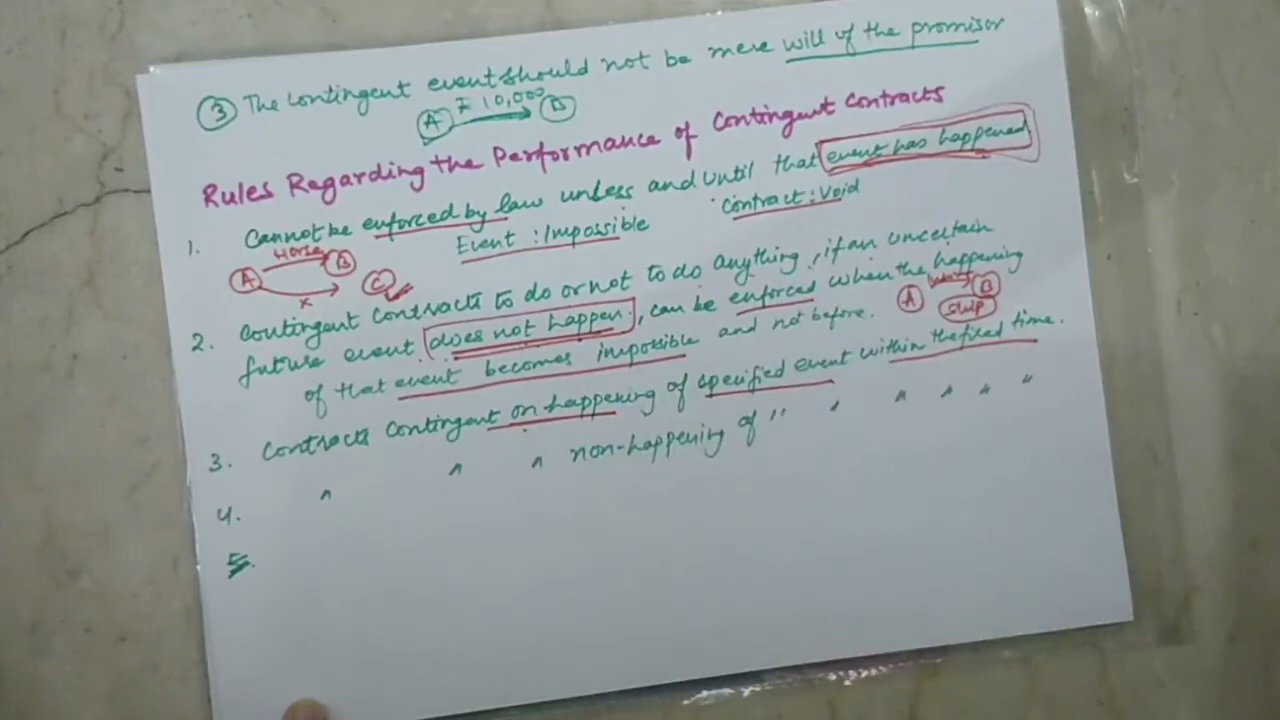 ③ The contingent event should not be mere will of the promisor
A ₹ 10,000 B
Rules Regarding the Performance of Contingent Contracts
1. Cannot be enforced by law unless and until that event has happened
Event : Impossible Contract : Void
A Horse B
x C
2. Contingent contracts to do or not to do anything, if an uncertain
future event does not happen, can be enforced when the happening
of that event becomes impossible and not before. A B
Ship
3. Contracts contingent on happening of specified event within the fixed time.
4. " " " non-happening of " " " " "
5.